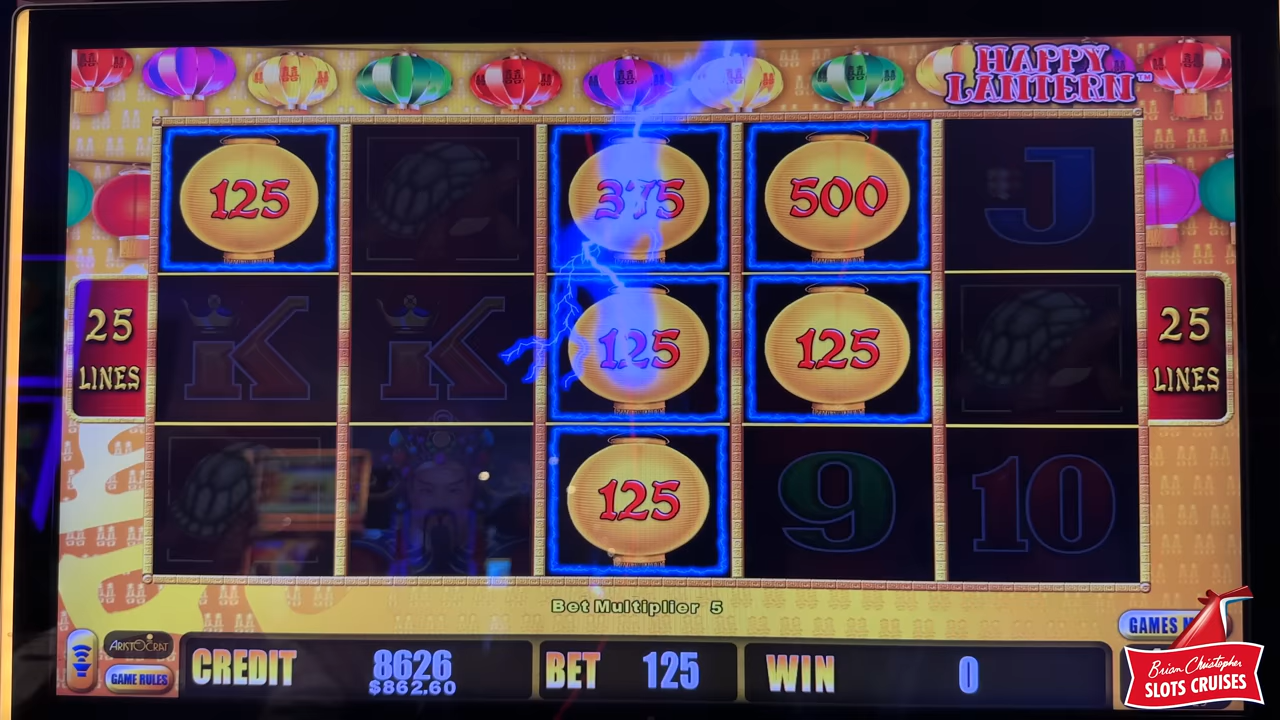 HAPPY
LANTERN™
125
375
500
J
K
K
125
125
25
LINES
25
LINES
125
9
10
Bet Multiplier 5
ARISTOCRAT
GAME RULES
CREDIT
8626
$862.60
BET
125
WIN
0
GAMES
Brian Christopher
SLOTS CRUISES